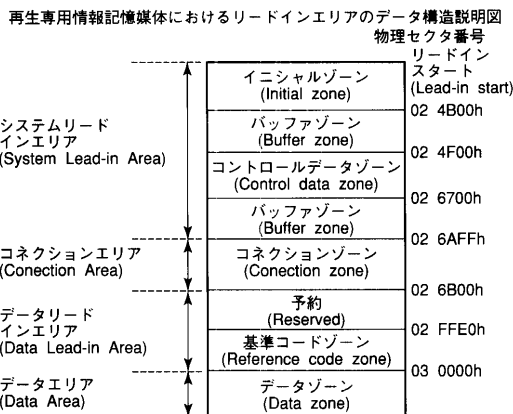 再生専用情報記憶媒体におけるリードインエリアのデータ構造説明図
物理セクタ番号
リードイン
スタート
(Lead-in start)
イニシャルゾーン
(Initial zone)
02 4B00h
バッファゾーン
(Buffer zone)
02 4F00h
システムリード
インエリア
(System Lead-in Area)
コントロールデータゾーン
(Control data zone)
02 6700h
バッファゾーン
(Buffer zone)
02 6AFFh
コネクションエリア
(Conection Area)
コネクションゾーン
(Conection zone)
02 6B00h
データリード
インエリア
(Data Lead-in Area)
予約
(Reserved)
02 FFE0h
基準コードゾーン
(Reference code zone)
03 0000h
データエリア
(Data Area)
データゾーン
(Data zone)